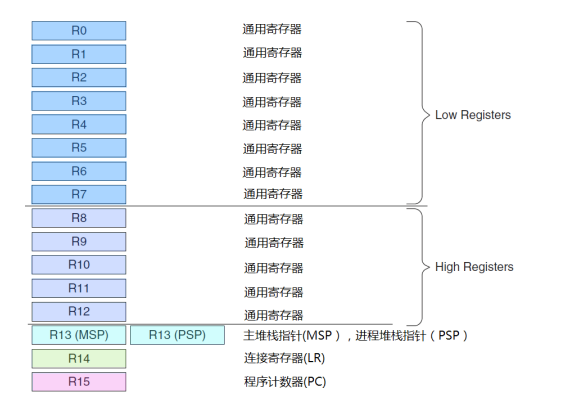 R0 通用寄存器
R1 通用寄存器
R2 通用寄存器
R3 通用寄存器
R4 通用寄存器 Low Registers
R5 通用寄存器
R6 通用寄存器
R7 通用寄存器
R8 通用寄存器
R9 通用寄存器
R10 通用寄存器 High Registers
R11 通用寄存器
R12 通用寄存器
R13 (MSP) R13 (PSP) 主堆栈指针(MSP），进程堆栈指针（PSP）
R14 连接寄存器(LR)
R15 程序计数器(PC)